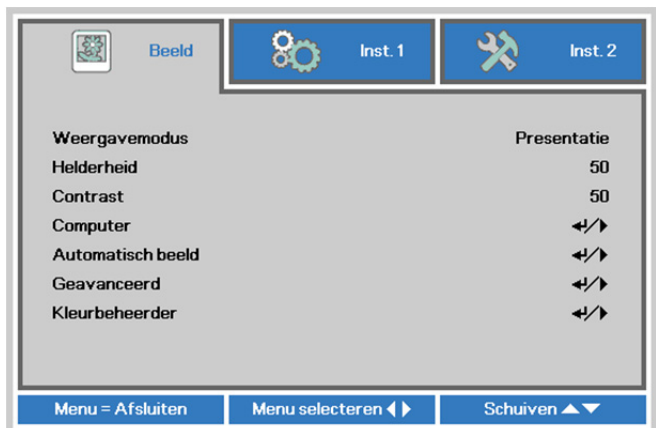 Beeld Inst. 1 Inst. 2
Weergavemodus Presentatie
Helderheid 50
Contrast 50
Computer ↵/▶
Automatisch beeld ↵/▶
Geavanceerd ↵/▶
Kleurbeheerder ↵/▶
Menu = Afsluiten Menu selecteren ◀▶ Schuiven ▲▼